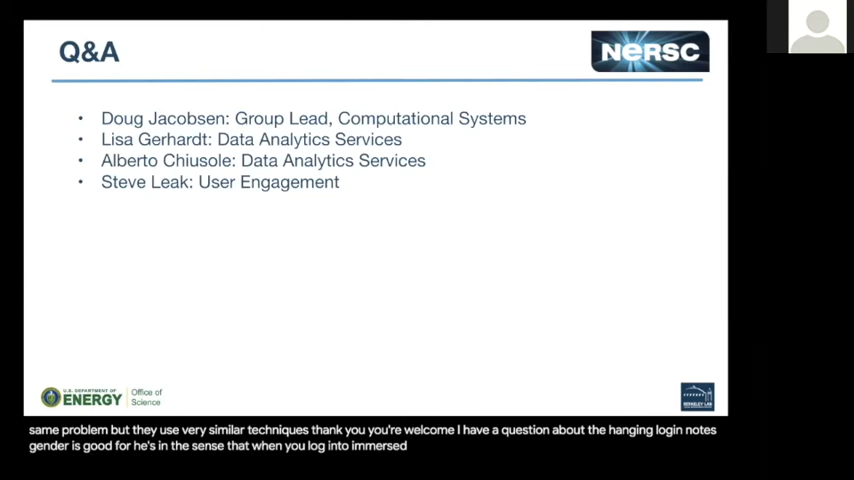 Q&A
NERSC
• Doug Jacobsen: Group Lead, Computational Systems
• Lisa Gerhardt: Data Analytics Services
• Alberto Chiusole: Data Analytics Services
• Steve Leak: User Engagement
U.S. DEPARTMENT OF
ENERGY
Office of
Science
BERKELEY LAB
same problem but they use very similar techniques thank you you're welcome I have a question about the hanging login notes
gender is good for he's in the sense that when you log into immersed